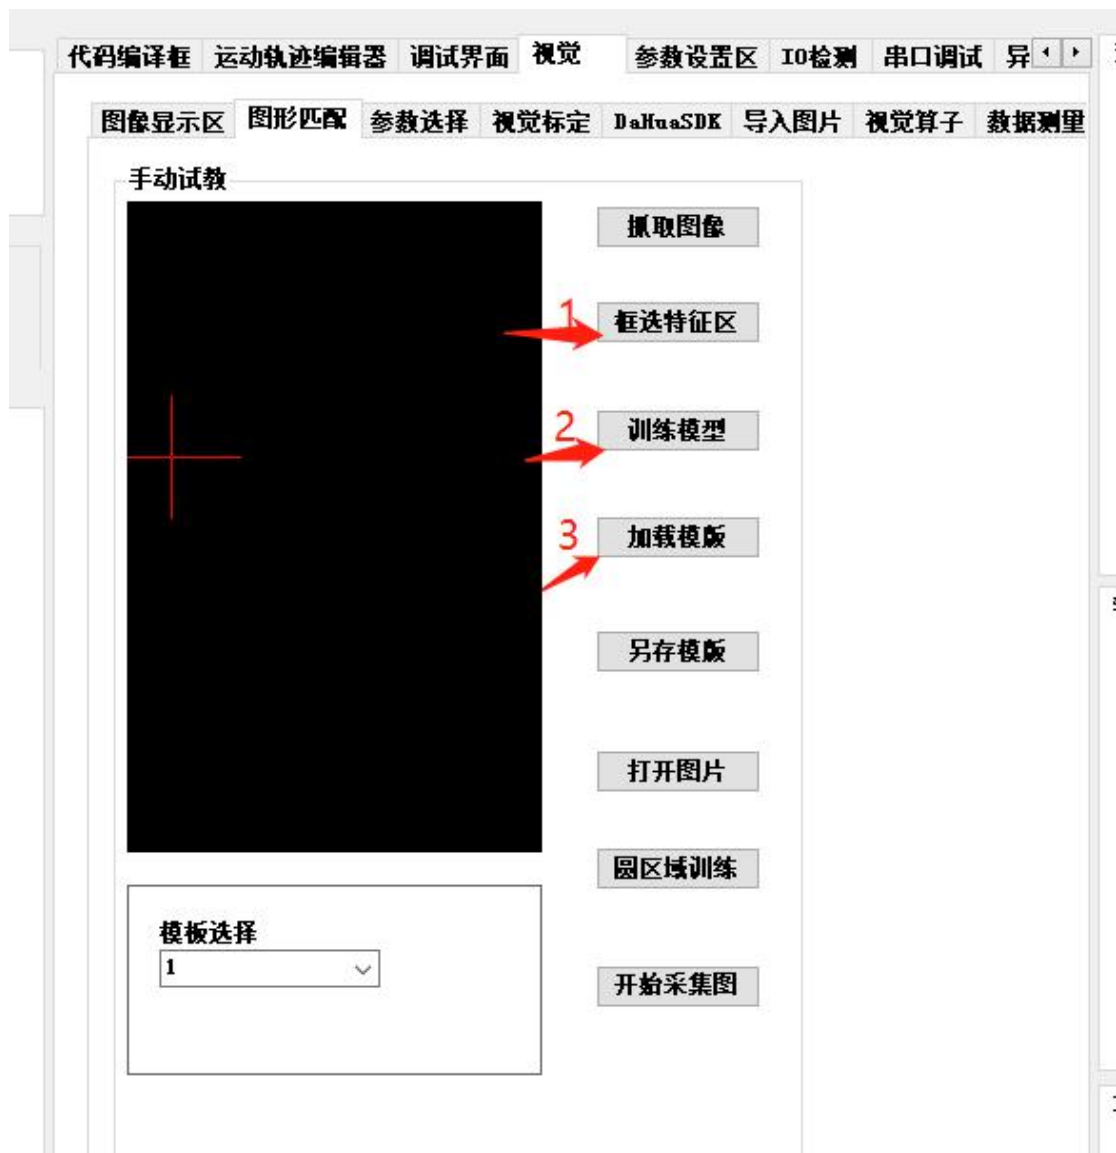 代码编译框 运动轨迹编辑器 调试界面 视觉 参数设置区 IO检测 串口调试 异
图像显示区 图形匹配 参数选择 视觉标定 DaHuaSDK 导入图片 视觉算子 数据测里
手动试教
抓取图像
1
框选特征区
2
训练模型
3
加载模版
另存模版
打开图片
圆区域训练
模板选择
1
开始采集图